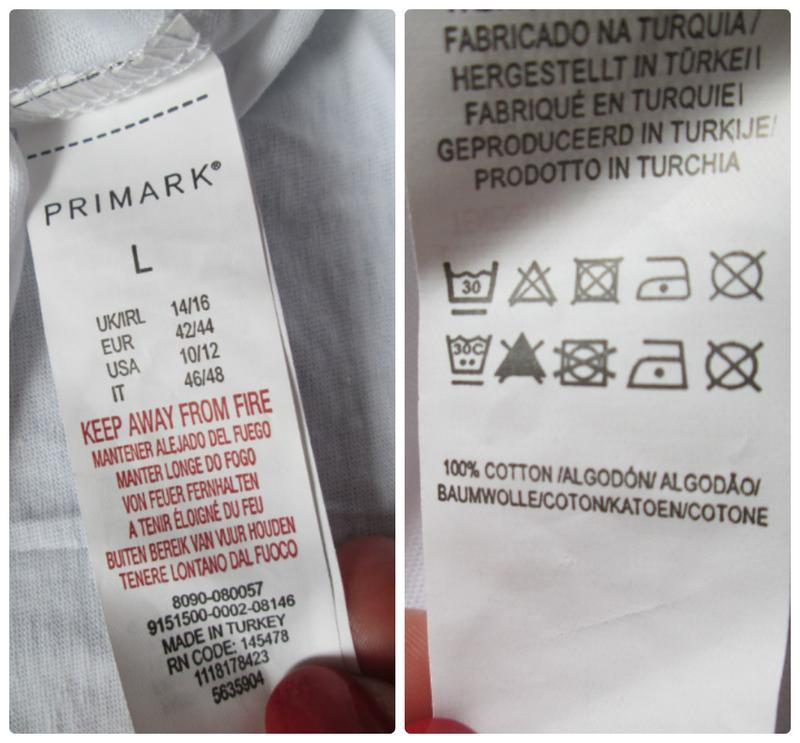 PRIMARK®
L
UK/IRL 14/16
EUR 42/44
USA 10/12
IT 46/48
KEEP AWAY FROM FIRE
MANTENER ALEJADO DEL FUEGO
MANTER LONGE DO FOGO
VON FEUER FERNHALTEN
A TENIR ÉLOIGNÉ DU FEU
BUITEN BEREIK VAN VUUR HOUDEN
TENERE LONTANO DAL FUOCO
8090-080057
9151500-0002-08146
MADE IN TURKEY
RN CODE: 145478
1118178423
5635904
FABRICADO NA TURQUIA/
HERGESTELLT IN TÜRKEI/
FABRIQUÉ EN TURQUIE/
GEPRODUCEERD IN TURKIJE/
PRODOTTO IN TURCHIA
30
30C
100% COTTON /ALGODÓN/ ALGODÃO/
BAUMWOLLE/COTON/KATOEN/COTONE